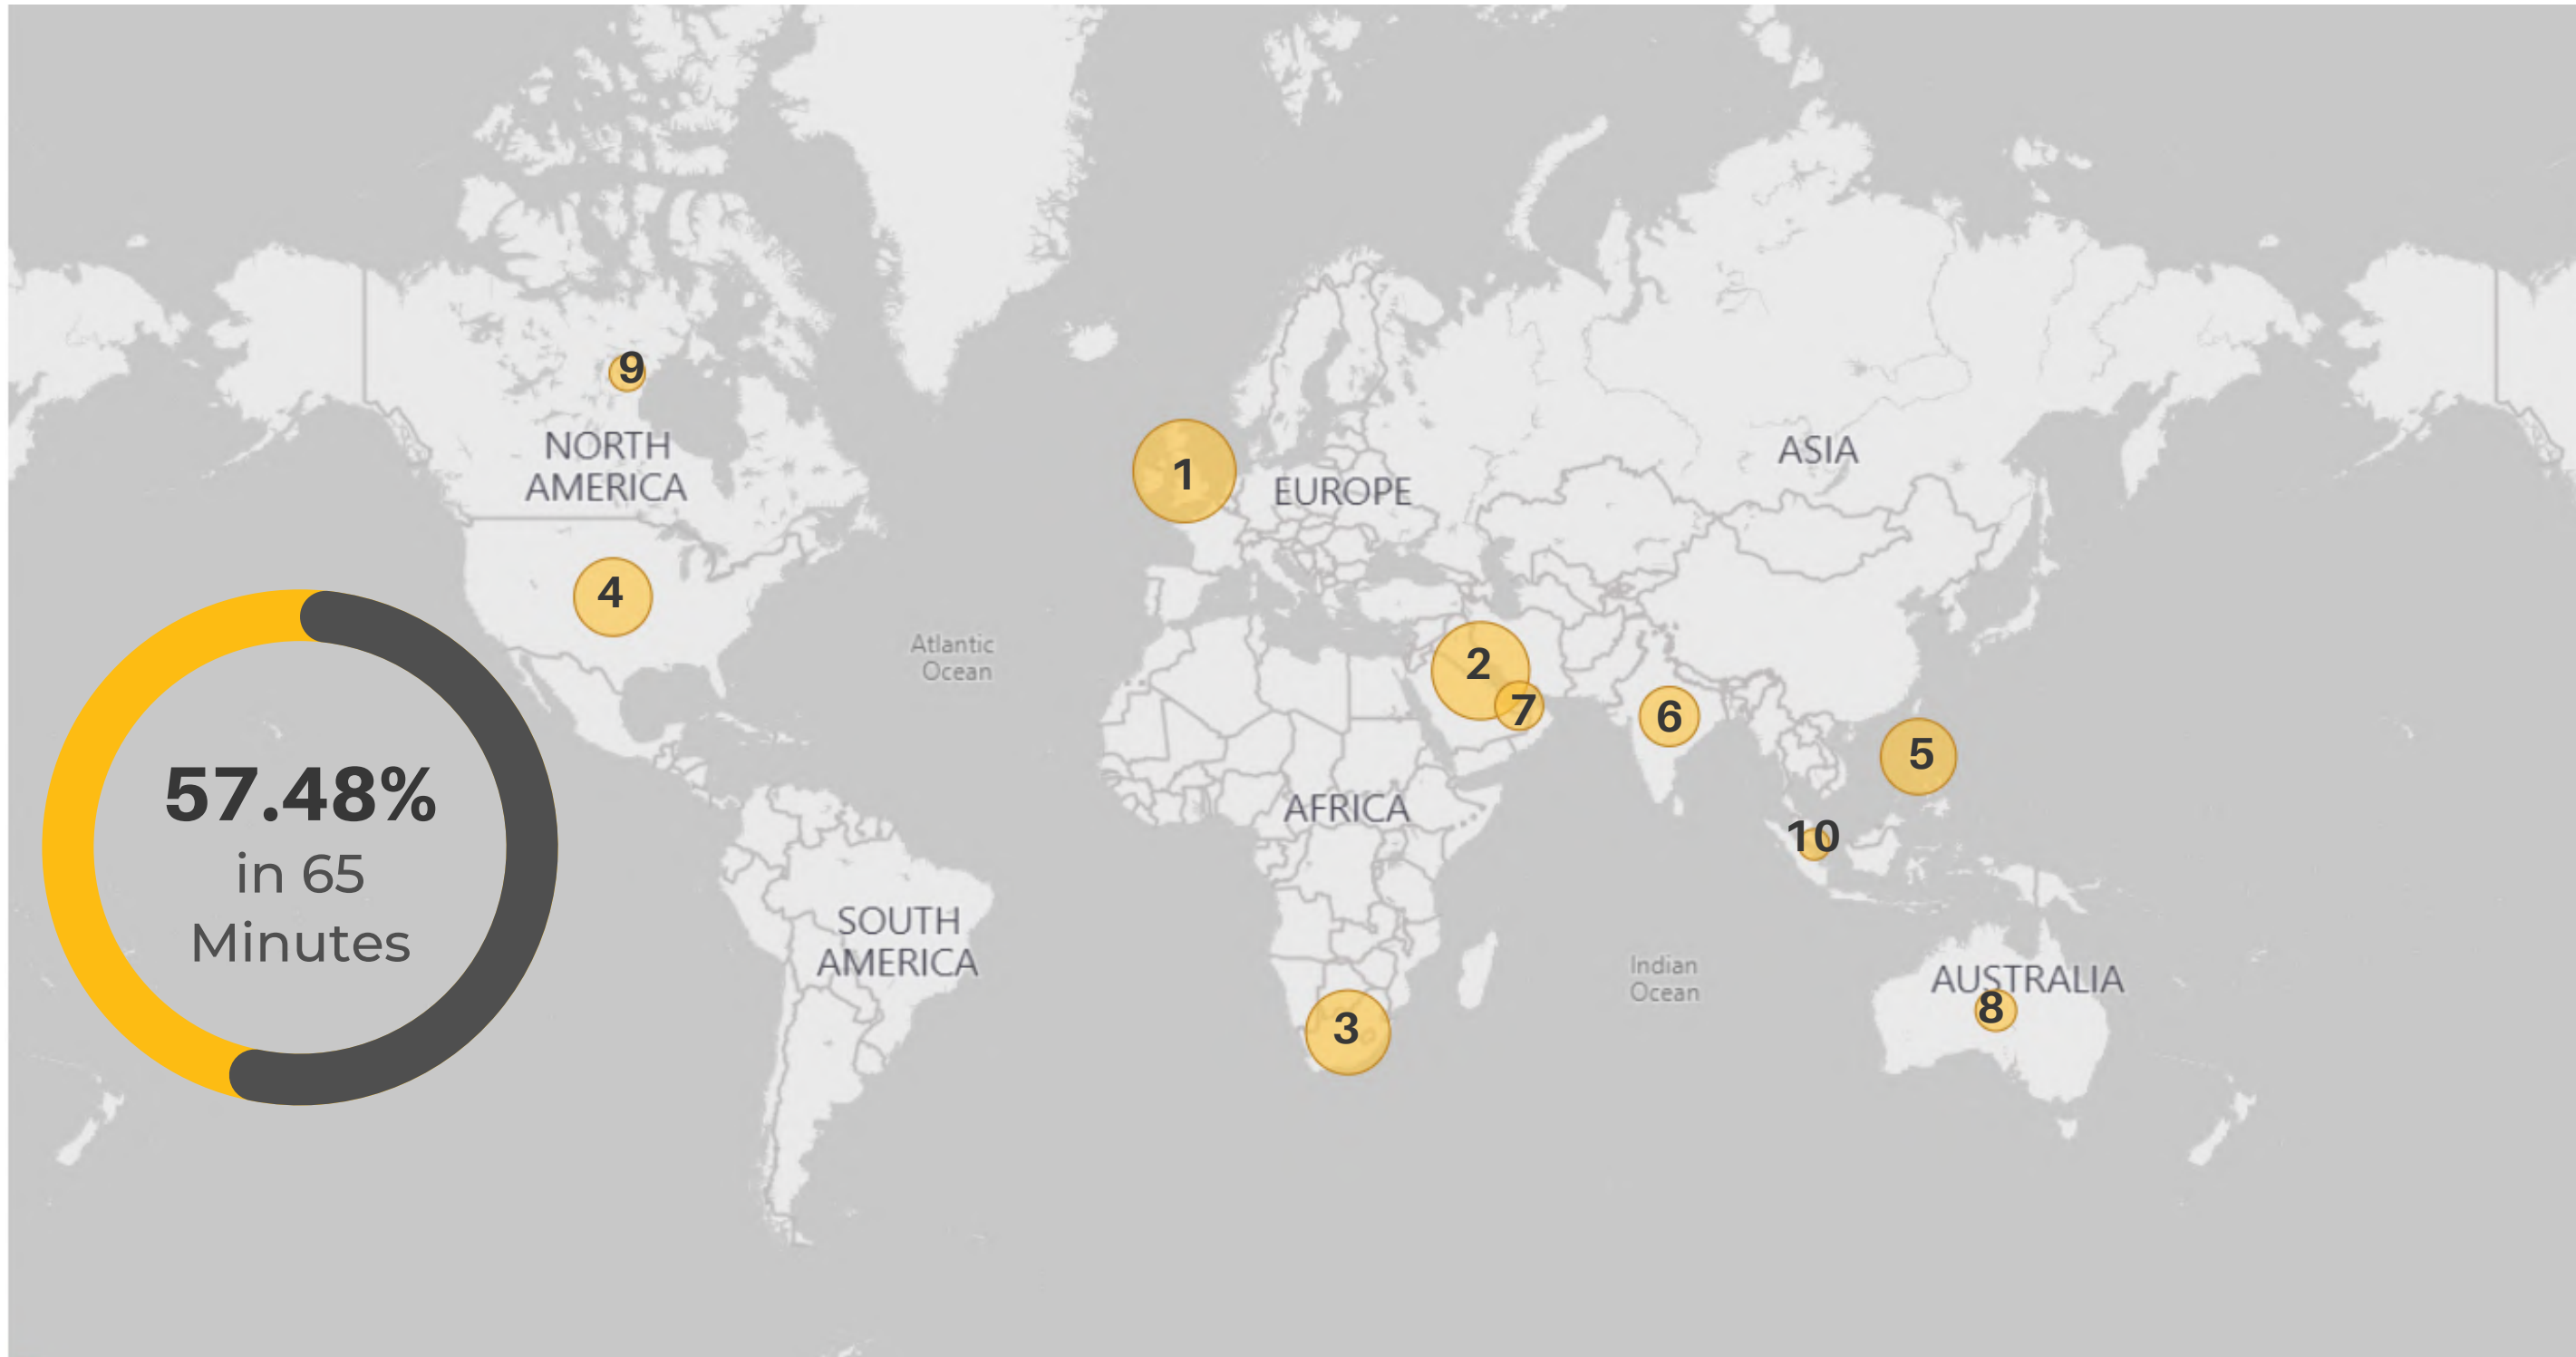 9
NORTH
AMERICA
1
EUROPE
ASIA
4
Atlantic
Ocean
2
7
6
5
57.48%
in 65
Minutes
AFRICA
10
SOUTH
AMERICA
Indian
Ocean
AUSTRALIA
8
3